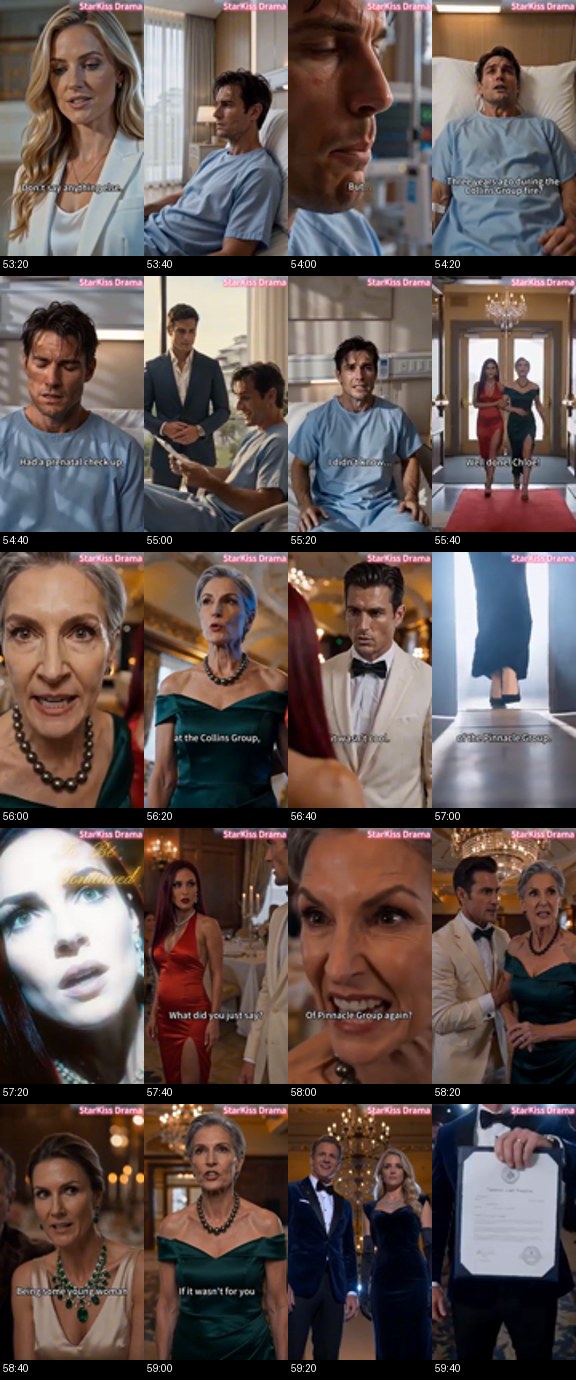 StarKiss Drama
StarKiss Drama
StarKiss Drama
StarKiss Drama
Don't say anything else.
But...
Three years ago during the
Collins Group fire?
53:20
53:40
54:00
54:20
StarKiss Drama
StarKiss Drama
StarKiss Drama
StarKiss Drama
Had a prenatal check up
I didn't know...
Well done! Chloe!
54:40
55:00
55:20
55:40
StarKiss Drama
StarKiss Drama
StarKiss Drama
StarKiss Drama
at the Collins Group,
it wasn't cool.
of the Pinnacle Group.
56:00
56:20
56:40
57:00
StarKiss Drama
StarKiss Drama
StarKiss Drama
StarKiss Drama
To Be
Continued
What did you just say?
Of Pinnacle Group again?
57:20
57:40
58:00
58:20
StarKiss Drama
StarKiss Drama
StarKiss Drama
StarKiss Drama
Being some young woman
If it wasn't for you
58:40
59:00
59:20
59:40